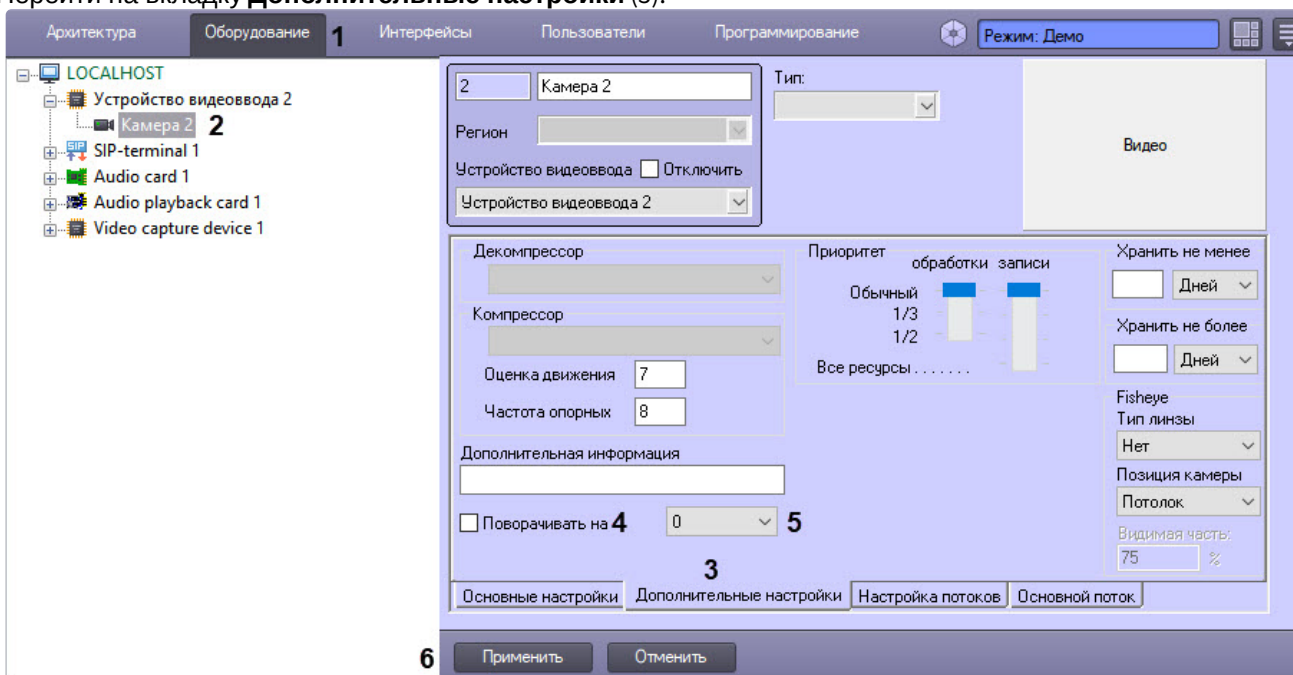 Перейти на вкладку Дополнительные настройки (3).
Архитектура Оборудование 1 Интерфейсы Пользователи Программирование Режим: Демо
LOCALHOST
Устройство видеоввода 2
Камера 2 2
SIP-terminal 1
Audio card 1
Audio playback card 1
Video capture device 1
2 Камера 2
Тип:
Регион
Устройство видеоввода Отключить
Устройство видеоввода 2
Видео
Декомпрессор
Компрессор
Оценка движения 7
Частота опорных 8
Дополнительная информация
Поворачивать на 4 0 5
Приоритет
обработки записи
Обычный
1/3
1/2
Все ресурсы . . . . . . .
Хранить не менее
Дней
Хранить не более
Дней
Fisheye
Тип линзы
Нет
Позиция камеры
Потолок
Видимая часть:
75 %
3
Основные настройки Дополнительные настройки Настройка потоков Основной поток
6 Применить Отменить